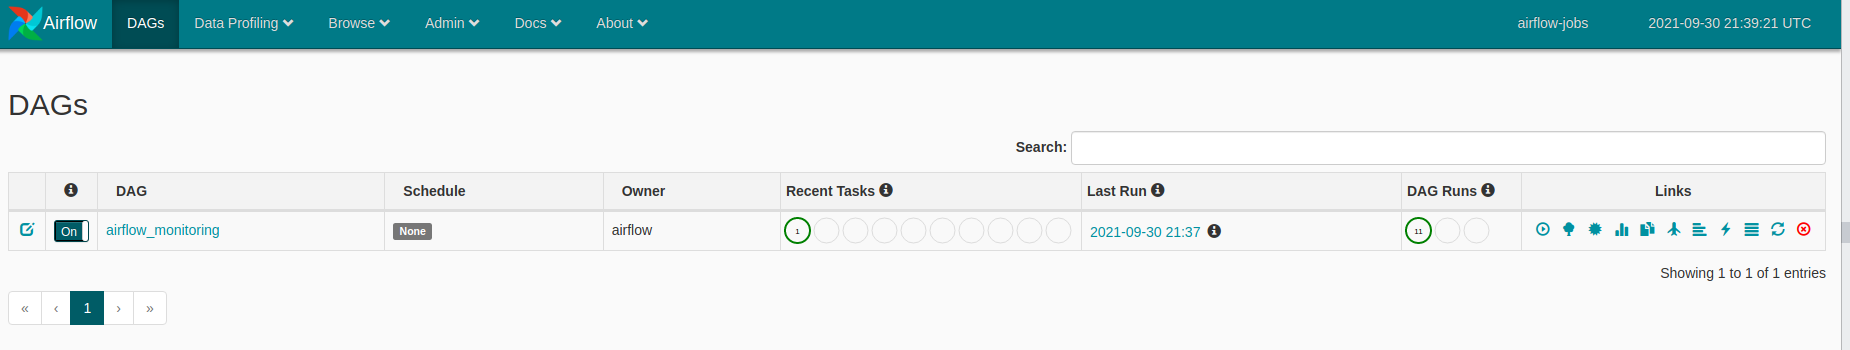 Airflow DAGs Data Profiling Browse Admin Docs About airflow-jobs 2021-09-30 21:39:21 UTC
DAGs
Search:
DAG Schedule Owner Recent Tasks Last Run DAG Runs Links
On airflow_monitoring None airflow 1 2021-09-30 21:37 11
Showing 1 to 1 of 1 entries
« ‹ 1 › »